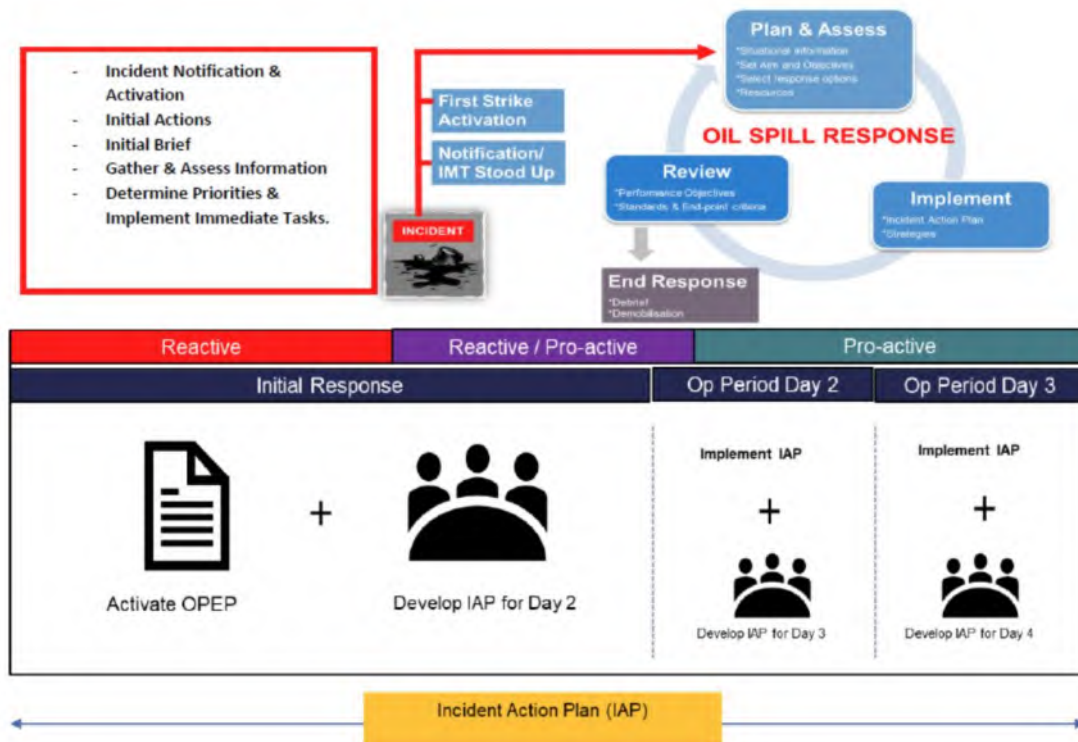 - Incident Notification &
Activation
- Initial Actions
- Initial Brief
- Gather & Assess Information
- Determine Priorities &
Implement Immediate Tasks.
First Strike
Activation
Notification/
IMT Stood Up
INCIDENT
Plan & Assess
*Situational Information
*Set Aim and Objectives
*Select response options
*Resources
OIL SPILL RESPONSE
Review
*Performance Objectives
*Standards & End-point criteria
Implement
*Incident Action Plan
*Strategies
End Response
*Debrief
*Demobilisation
Reactive
Reactive / Pro-active
Pro-active
Initial Response
Op Period Day 2
Op Period Day 3
+
Activate OPEP
Develop IAP for Day 2
Implement IAP
+
Develop IAP for Day 3
Implement IAP
+
Develop IAP for Day 4
Incident Action Plan (IAP)